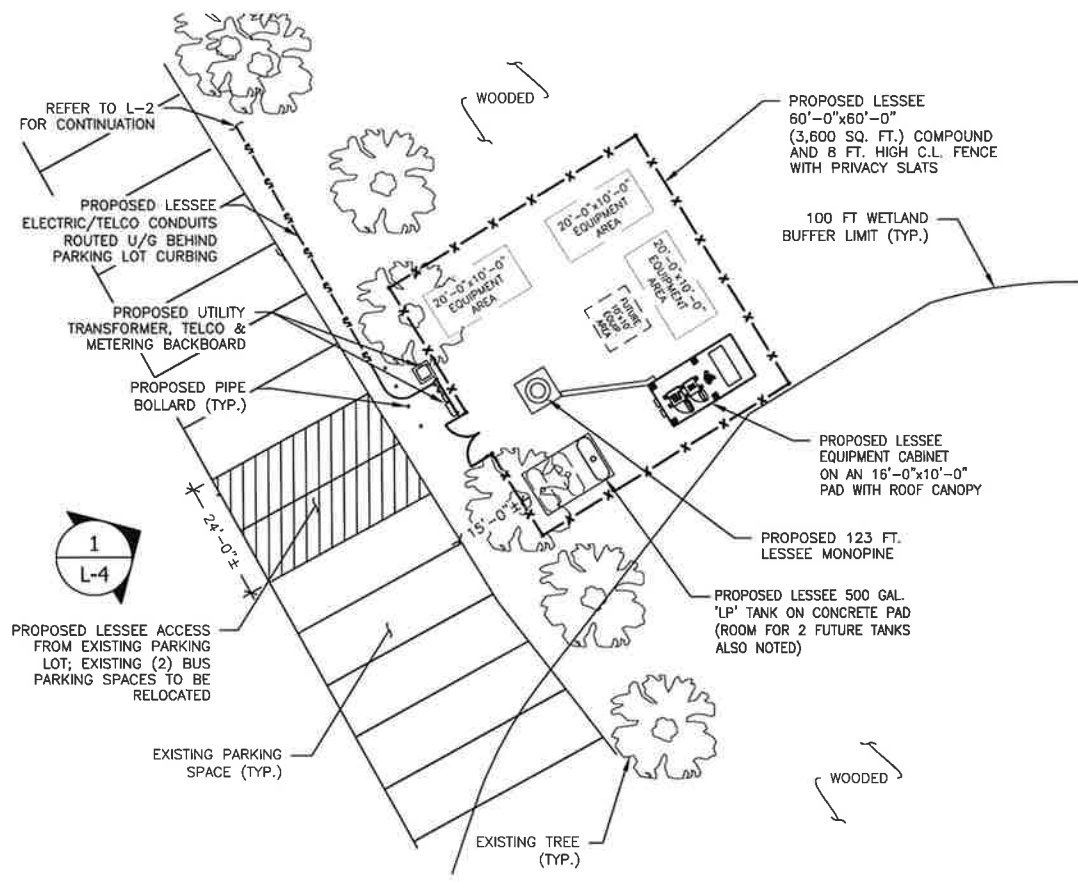 REFER TO L-2
FOR CONTINUATION
WOODED
PROPOSED LESSEE
60'-0"x60'-0"
(3,600 SQ. FT.) COMPOUND
AND 8 FT. HIGH C.L. FENCE
WITH PRIVACY SLATS
PROPOSED LESSEE
ELECTRIC/TELCO CONDUITS
ROUTED U/G BEHIND
PARKING LOT CURBING
20'-0"x10'-0"
EQUIPMENT
AREA
100 FT WETLAND
BUFFER LIMIT (TYP.)
20'-0"x10'-0"
EQUIPMENT
AREA
20'-0"x10'-0"
EQUIPMENT
AREA
FUTURE
10'x10'
EQUIP.
AREA
PROPOSED UTILITY
TRANSFORMER, TELCO &
METERING BACKBOARD
PROPOSED PIPE
BOLLARD (TYP.)
PROPOSED LESSEE
EQUIPMENT CABINET
ON AN 16'-0"x10'-0"
PAD WITH ROOF CANOPY
24'-0"±
15'-0"±
1
L-4
PROPOSED 123 FT.
LESSEE MONOPINE
PROPOSED LESSEE 500 GAL.
'LP' TANK ON CONCRETE PAD
(ROOM FOR 2 FUTURE TANKS
ALSO NOTED)
PROPOSED LESSEE ACCESS
FROM EXISTING PARKING
LOT; EXISTING (2) BUS
PARKING SPACES TO BE
RELOCATED
EXISTING PARKING
SPACE (TYP.)
WOODED
EXISTING TREE
(TYP.)